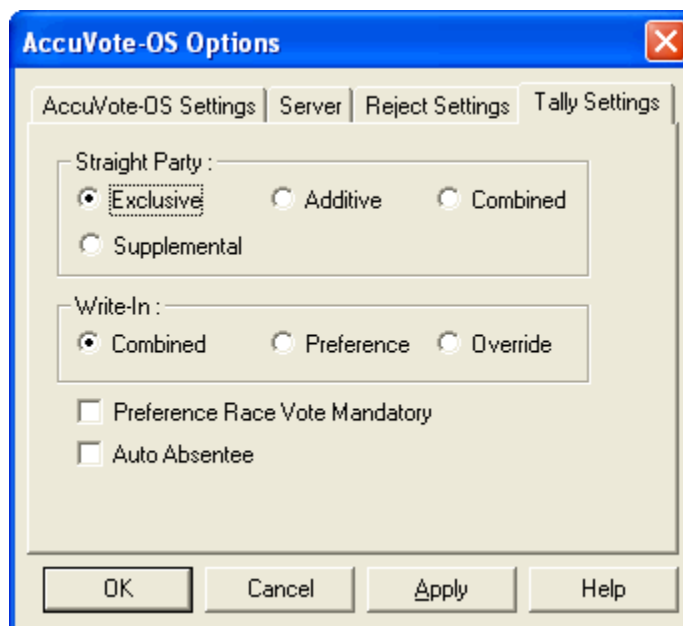 AccuVote-OS Options
AccuVote-OS Settings Server Reject Settings Tally Settings
Straight Party :
Exclusive Additive Combined
Supplemental
Write-In :
Combined Preference Override
Preference Race Vote Mandatory
Auto Absentee
OK Cancel Apply Help